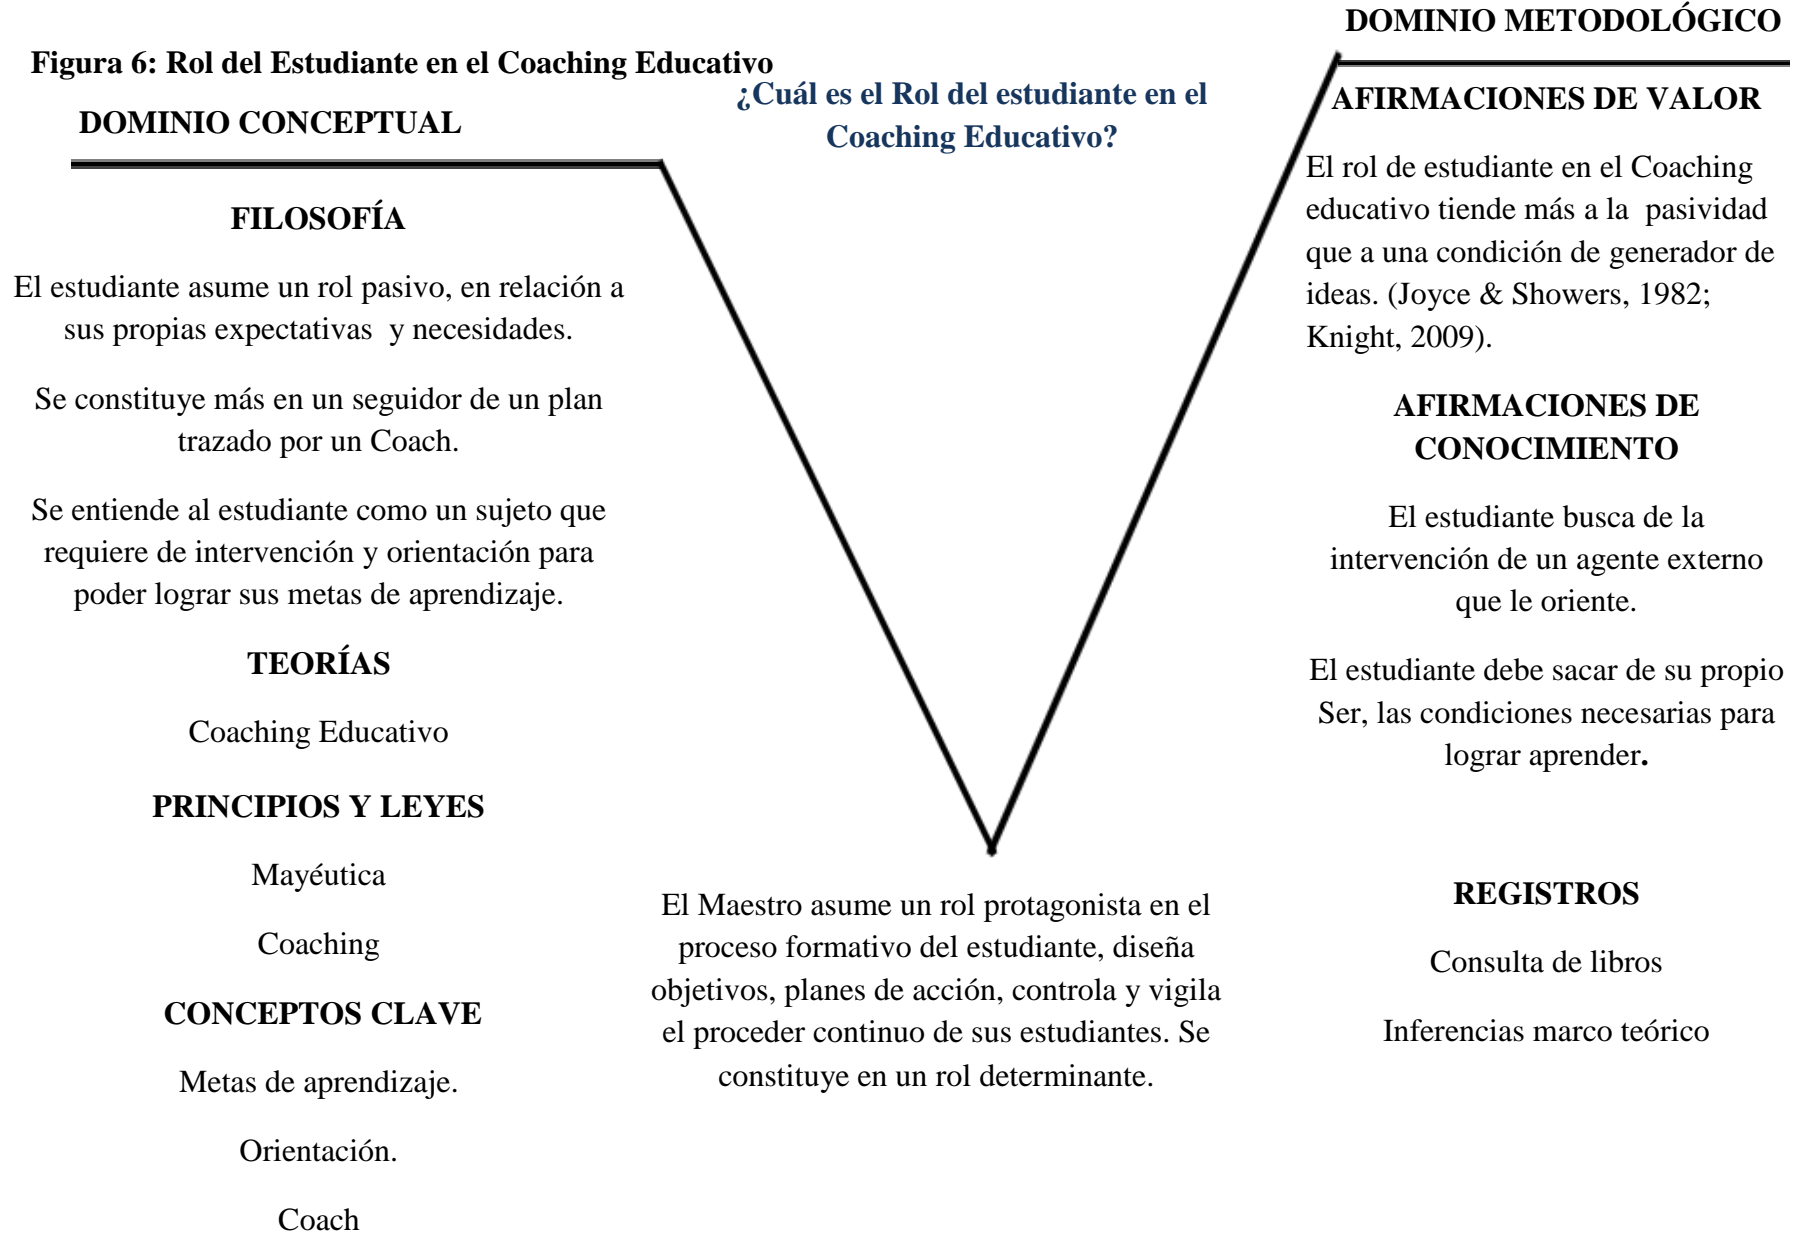 Figura 6: Rol del Estudiante en el Coaching Educativo
DOMINIO CONCEPTUAL
FILOSOFÍA
El estudiante asume un rol pasivo, en relación a
sus propias expectativas y necesidades.
Se constituye más en un seguidor de un plan
trazado por un Coach.
Se entiende al estudiante como un sujeto que
requiere de intervención y orientación para
poder lograr sus metas de aprendizaje.
TEORÍAS
Coaching Educativo
PRINCIPIOS Y LEYES
Mayéutica
Coaching
CONCEPTOS CLAVE
Metas de aprendizaje.
Orientación.
Coach
¿Cuál es el Rol del estudiante en el
Coaching Educativo?
El Maestro asume un rol protagonista en el
proceso formativo del estudiante, diseña
objetivos, planes de acción, controla y vigila
el proceder continuo de sus estudiantes. Se
constituye en un rol determinante.
DOMINIO METODOLÓGICO
AFIRMACIONES DE VALOR
El rol de estudiante en el Coaching
educativo tiende más a la pasividad
que a una condición de generador de
ideas. (Joyce & Showers, 1982;
Knight, 2009).
AFIRMACIONES DE
CONOCIMIENTO
El estudiante busca de la
intervención de un agente externo
que le oriente.
El estudiante debe sacar de su propio
Ser, las condiciones necesarias para
lograr aprender.
REGISTROS
Consulta de libros
Inferencias marco teórico